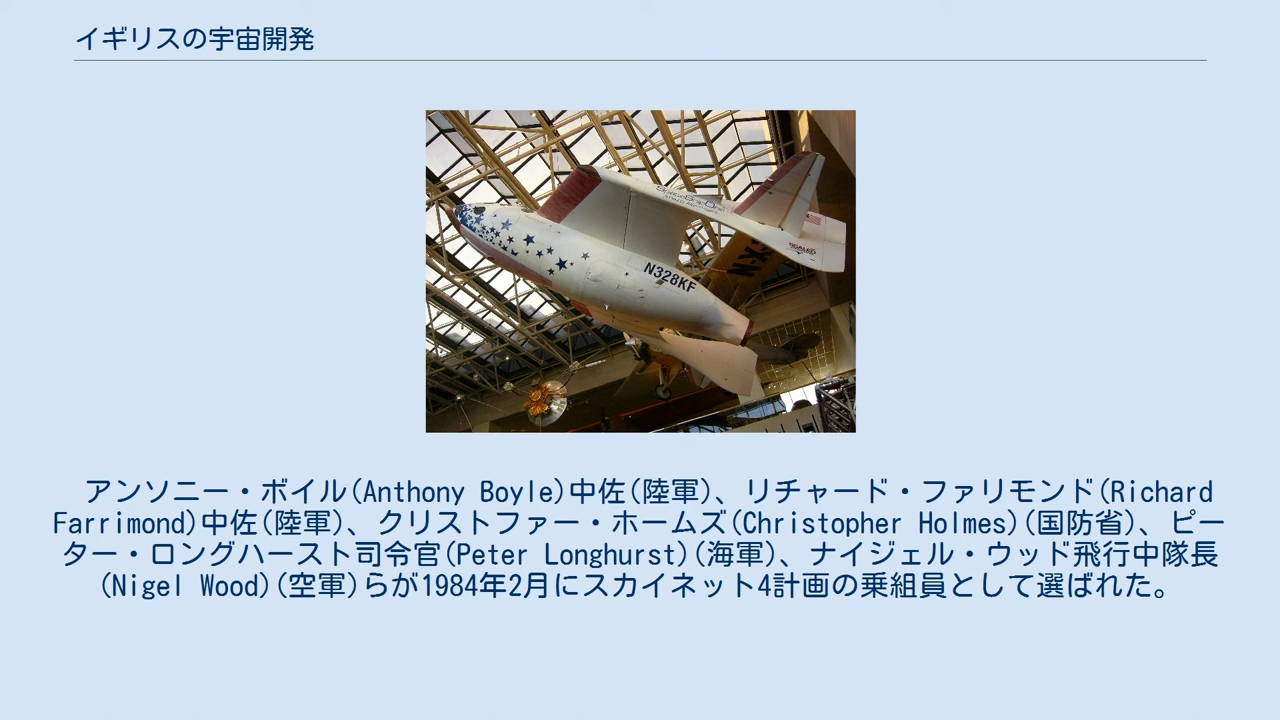 イギリスの宇宙開発
SpaceShipOne
N328KF
N-X
アンソニー・ボイル(Anthony Boyle)中佐(陸軍)、リチャード・ファリモンド(Richard
Farrimond)中佐(陸軍)、クリストファー・ホームズ(Christopher Holmes)(国防省)、ピー
ター・ロングハースト司令官(Peter Longhurst)(海軍)、ナイジェル・ウッド飛行中隊長
(Nigel Wood)(空軍)らが1984年2月にスカイネット4計画の乗組員として選ばれた。